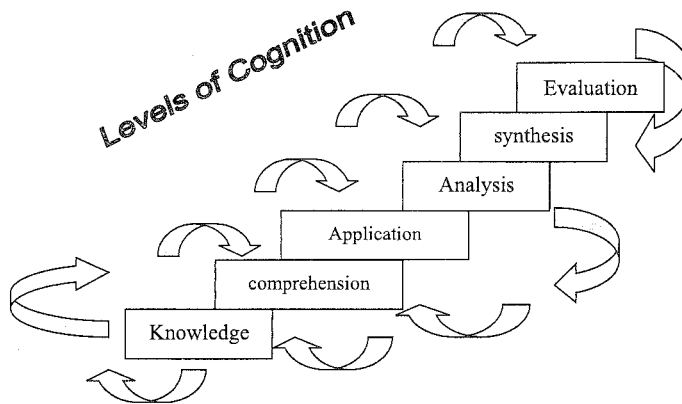 Levels of Cognition
Evaluation
synthesis
Analysis
Application
comprehension
Knowledge